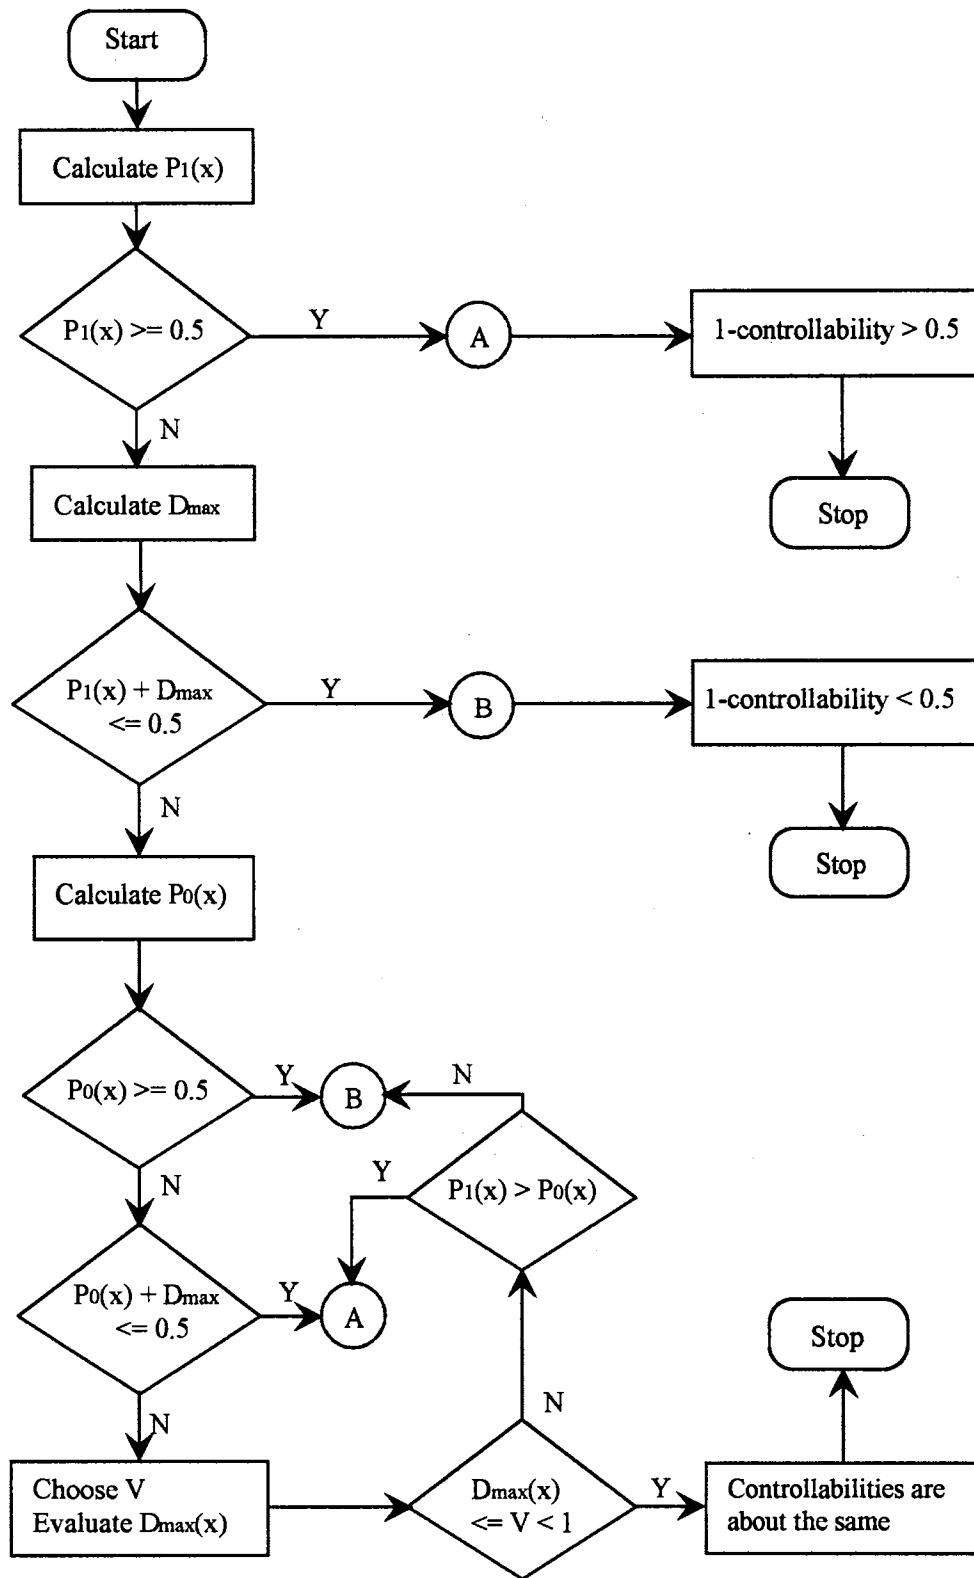 Start
Calculate P1(x)
P1(x) >= 0.5
Y
A
1-controllability > 0.5
N
Calculate Dmax
Stop
P1(x) + Dmax
<= 0.5
Y
B
1-controllability < 0.5
N
Stop
Calculate P0(x)
P0(x) >= 0.5
Y
B
N
N
Y
P1(x) > P0(x)
P0(x) + Dmax
<= 0.5
Y
A
Stop
N
N
Choose V
Evaluate Dmax(x)
Dmax(x)
<= V < 1
Y
Controllabilities are
about the same